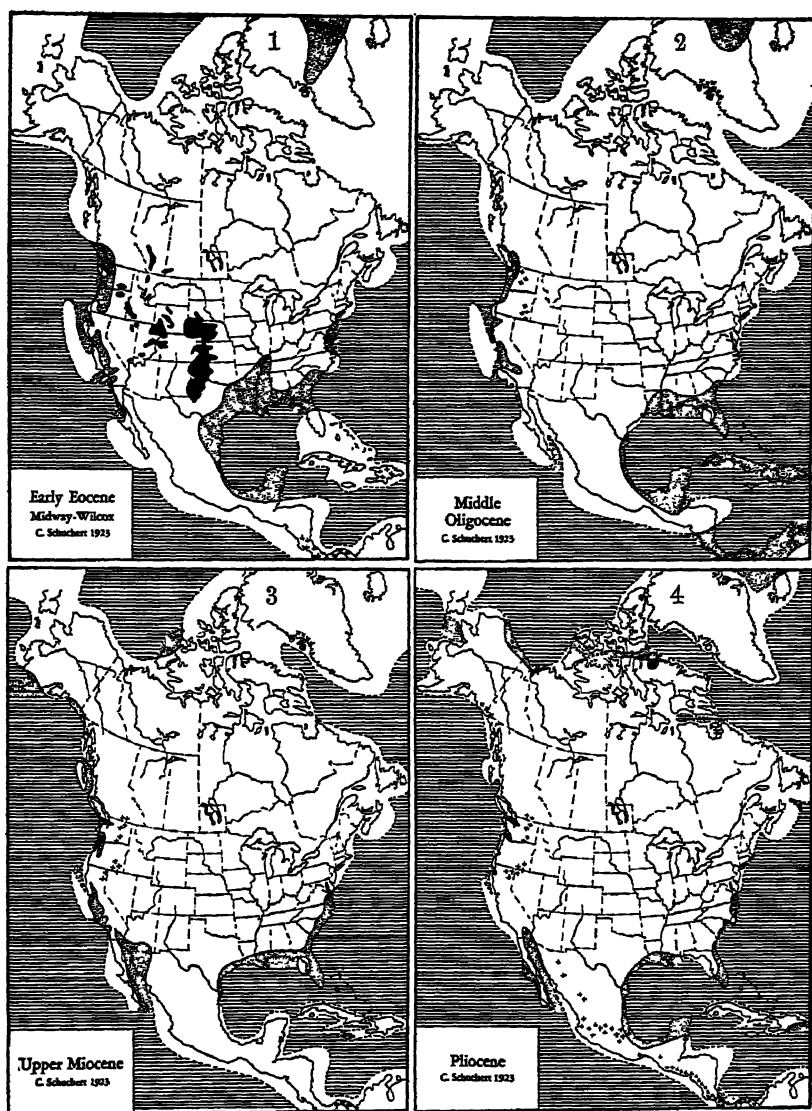 1
Early Eocene
Midway-Wilcox
C. Schuchert 1923
2
Middle
Oligocene
C. Schuchert 1923
3
Upper Miocene
C. Schuchert 1923
4
Pliocene
C. Schuchert 1923